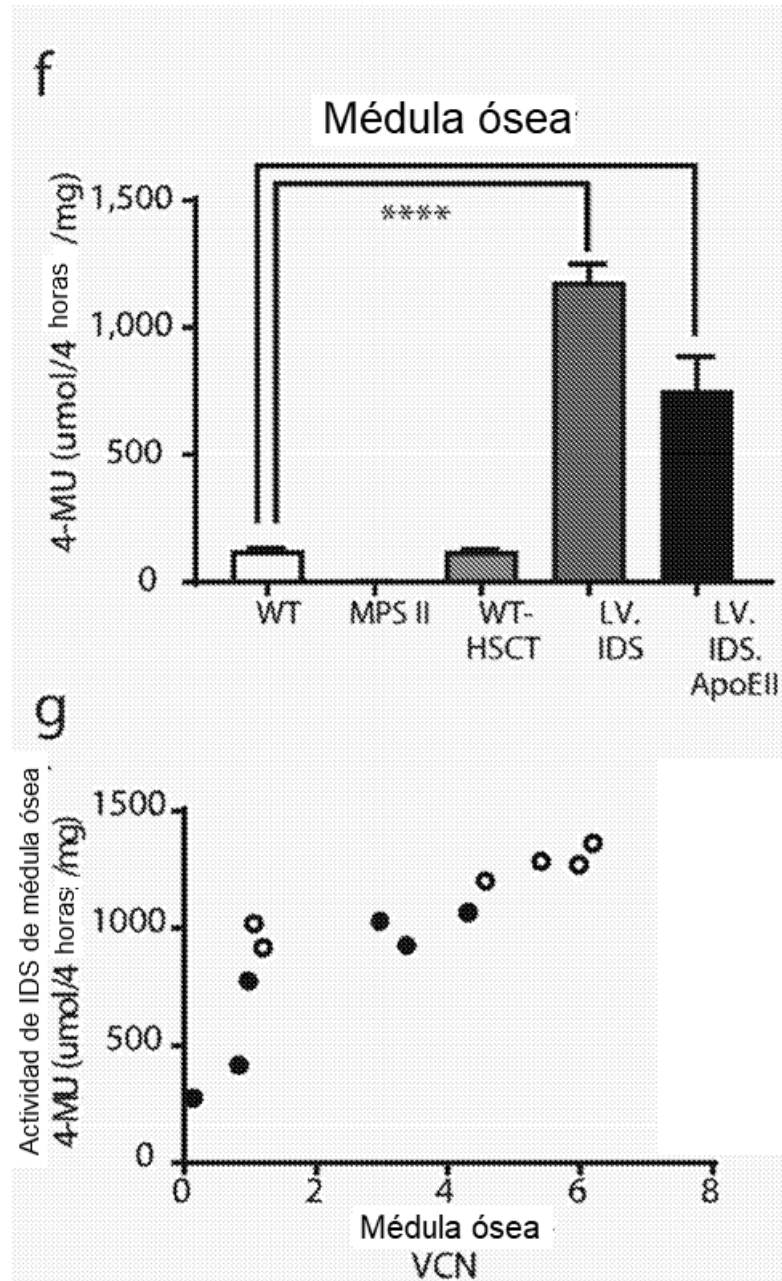 f
Médula ósea
4-MU (umol/4 horas /mg)
1,500
1,000
500
0
****
WT
MPS II
WT-
HSCT
LV.
IDS
LV.
IDS.
ApoEII
g
Actividad de IDS de médula ósea
4-MU (umol/4 horas /mg)
1500
1000
500
0
0 2 4 6 8
Médula ósea
VCN